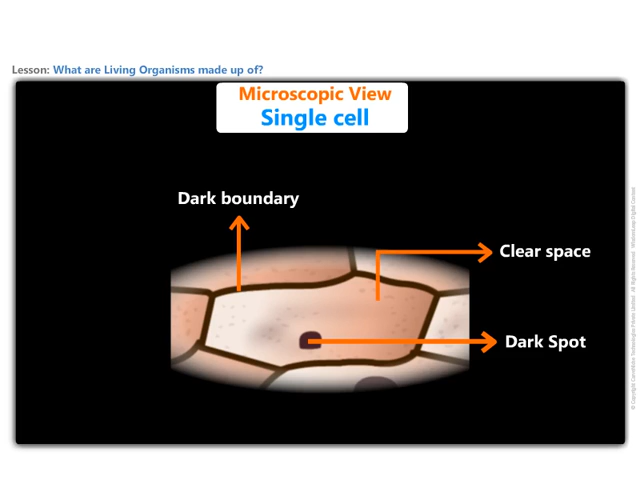 Lesson: What are Living Organisms made up of?
Microscopic View
Single cell
Dark boundary
Clear space
Dark Spot